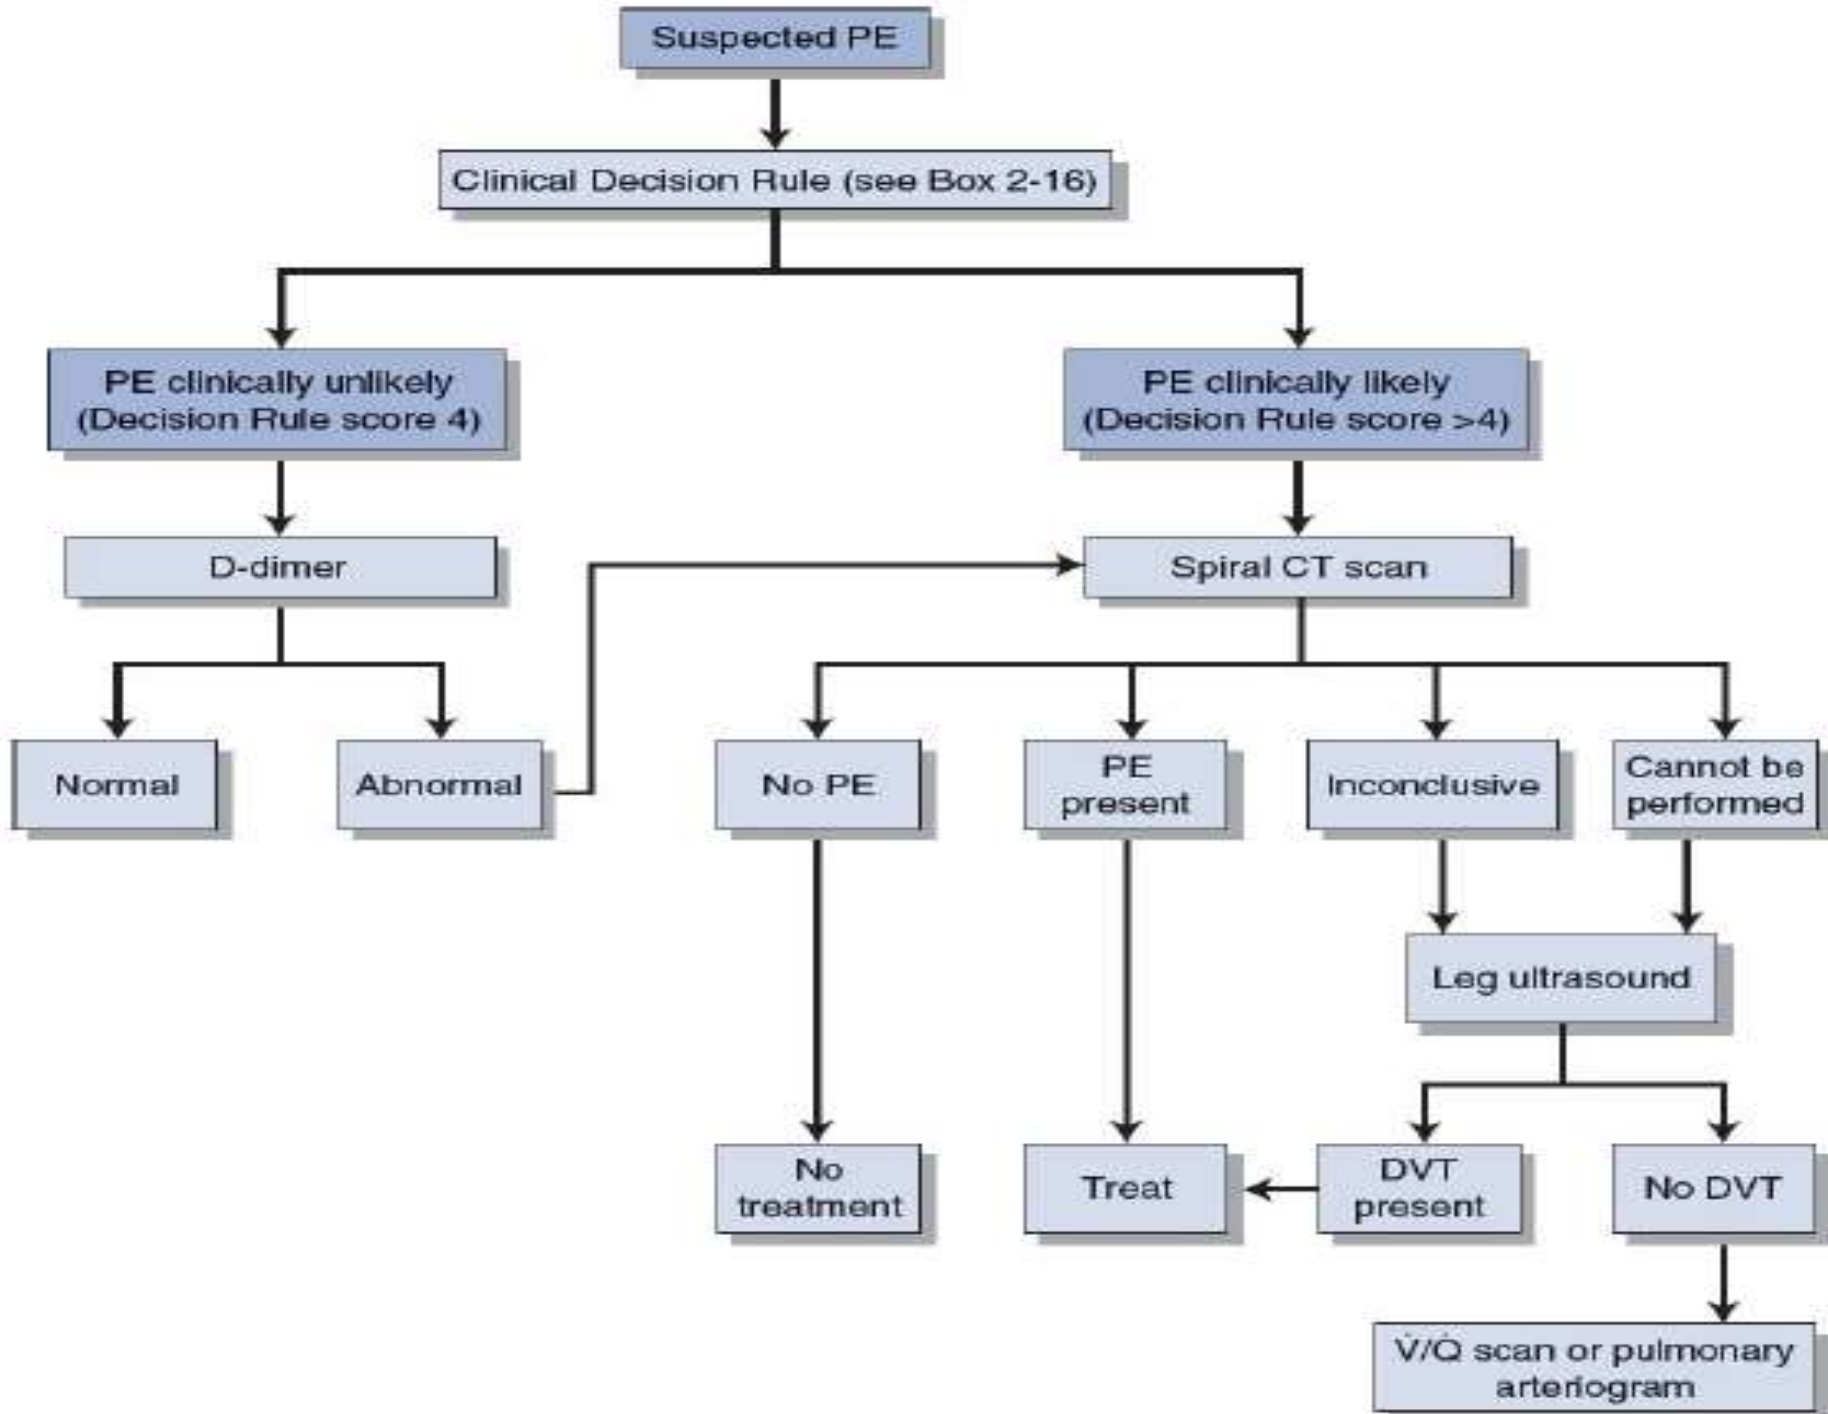 Suspected PE
Clinical Decision Rule (see Box 2-16)
PE clinically unlikely
(Decision Rule score 4)
PE clinically likely
(Decision Rule score >4)
D-dimer
Spiral CT scan
Normal
Abnormal
No PE
PE
present
Inconclusive
Cannot be
performed
Leg ultrasound
No
treatment
Treat
DVT
present
No DVT
V̇/Q̇ scan or pulmonary
arteriogram